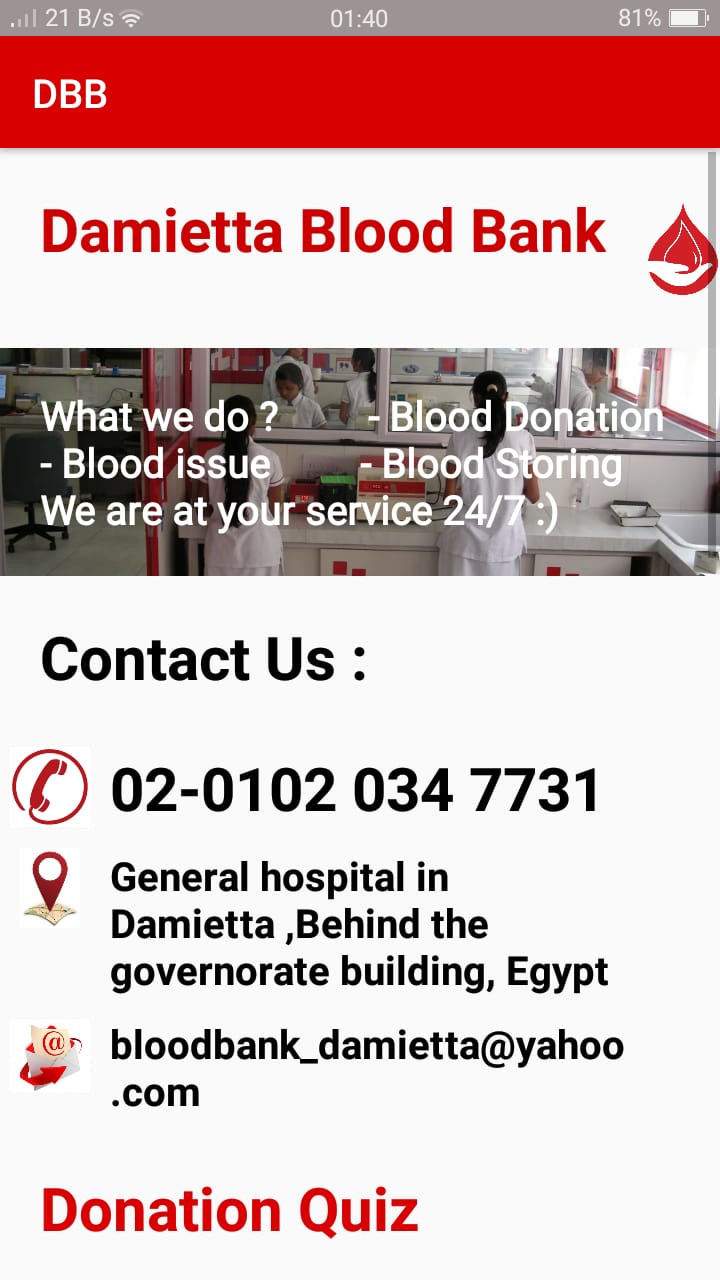 21 B/s 01:40 81%
DBB
Damietta Blood Bank
What we do ? - Blood Donation
- Blood issue - Blood Storing
We are at your service 24/7 :)
Contact Us :
02-0102 034 7731
General hospital in
Damietta ,Behind the
governorate building, Egypt
@
bloodbank_damietta@yahoo
.com
Donation Quiz